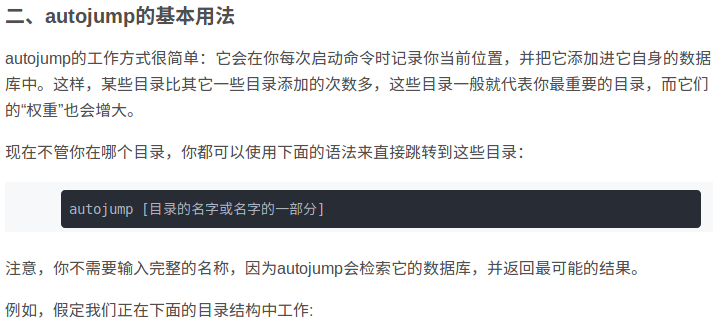 二、autojump的基本用法
autojump的工作方式很简单：它会在你每次启动命令时记录你当前位置，并把它添加进它自身的数据
库中。这样，某些目录比其它一些目录添加的次数多，这些目录一般就代表你最重要的目录，而它们
的“权重”也会增大。
现在不管你在哪个目录，你都可以使用下面的语法来直接跳转到这些目录：
autojump [目录的名字或名字的一部分]
注意，你不需要输入完整的名称，因为autojump会检索它的数据库，并返回最可能的结果。
例如，假定我们正在下面的目录结构中工作: